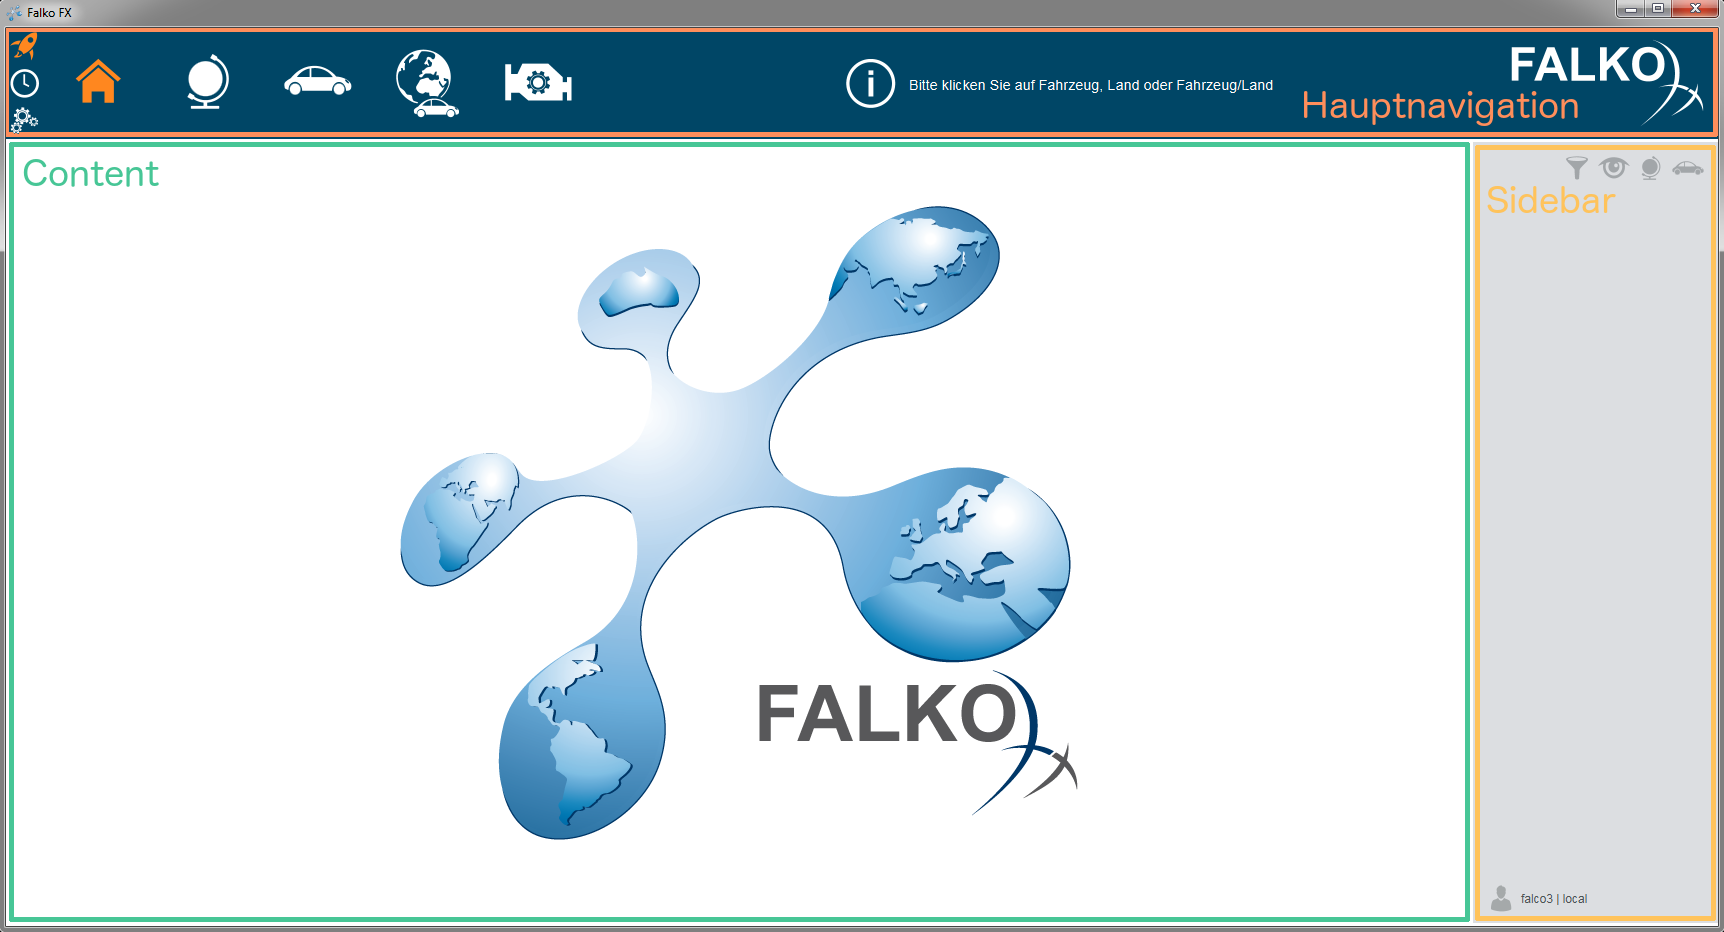 Falko FX
Bitte klicken Sie auf Fahrzeug, Land oder Fahrzeug/Land
FALKO
Hauptnavigation
Content
Sidebar
FALKO
falco3 | local